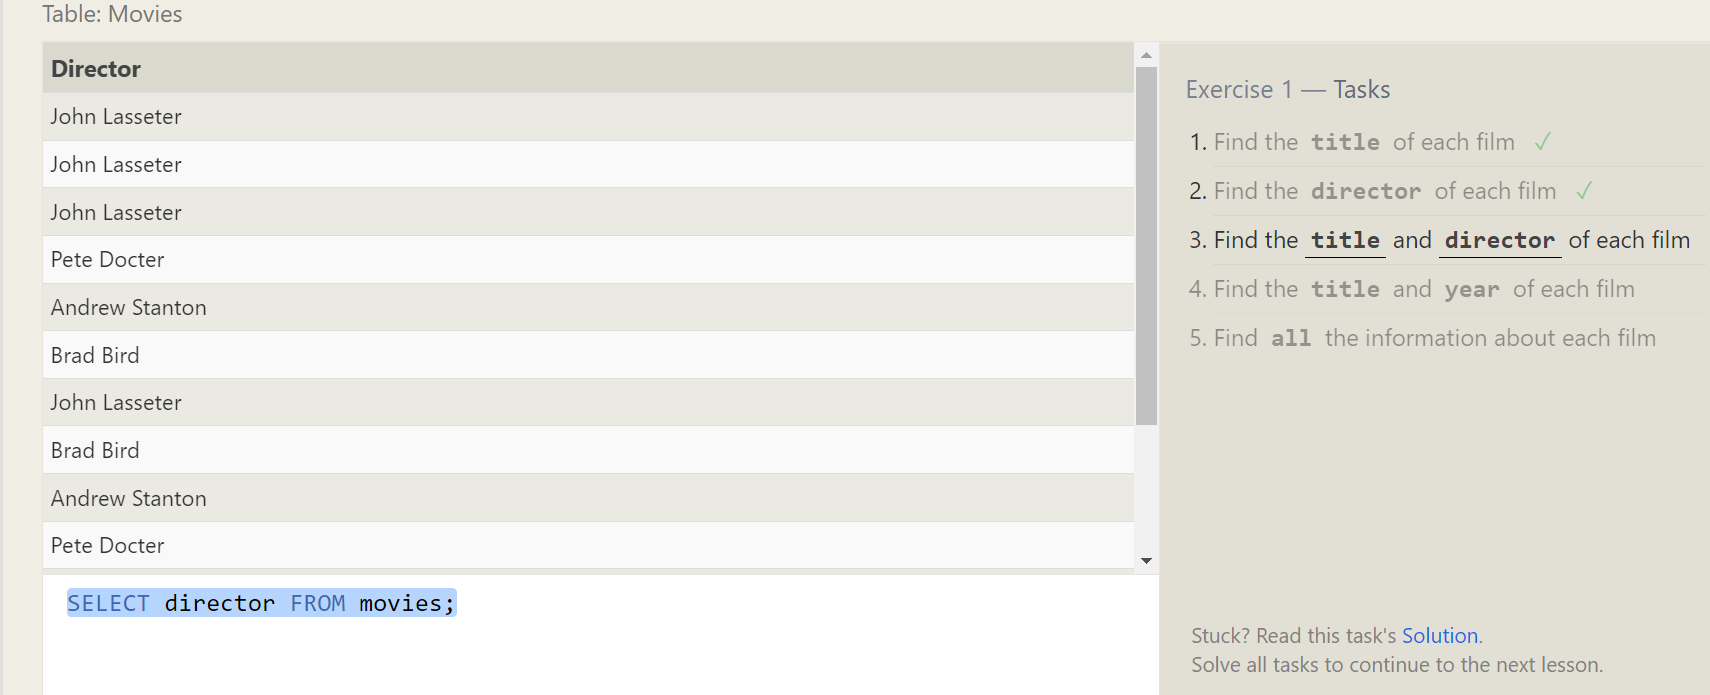 Table: Movies
Director
John Lasseter
John Lasseter
John Lasseter
Pete Docter
Andrew Stanton
Brad Bird
John Lasseter
Brad Bird
Andrew Stanton
Pete Docter
SELECT director FROM movies;
Exercise 1 — Tasks
1. Find the title of each film ✓
2. Find the director of each film ✓
3. Find the title and director of each film
4. Find the title and year of each film
5. Find all the information about each film
Stuck? Read this task's Solution.
Solve all tasks to continue to the next lesson.